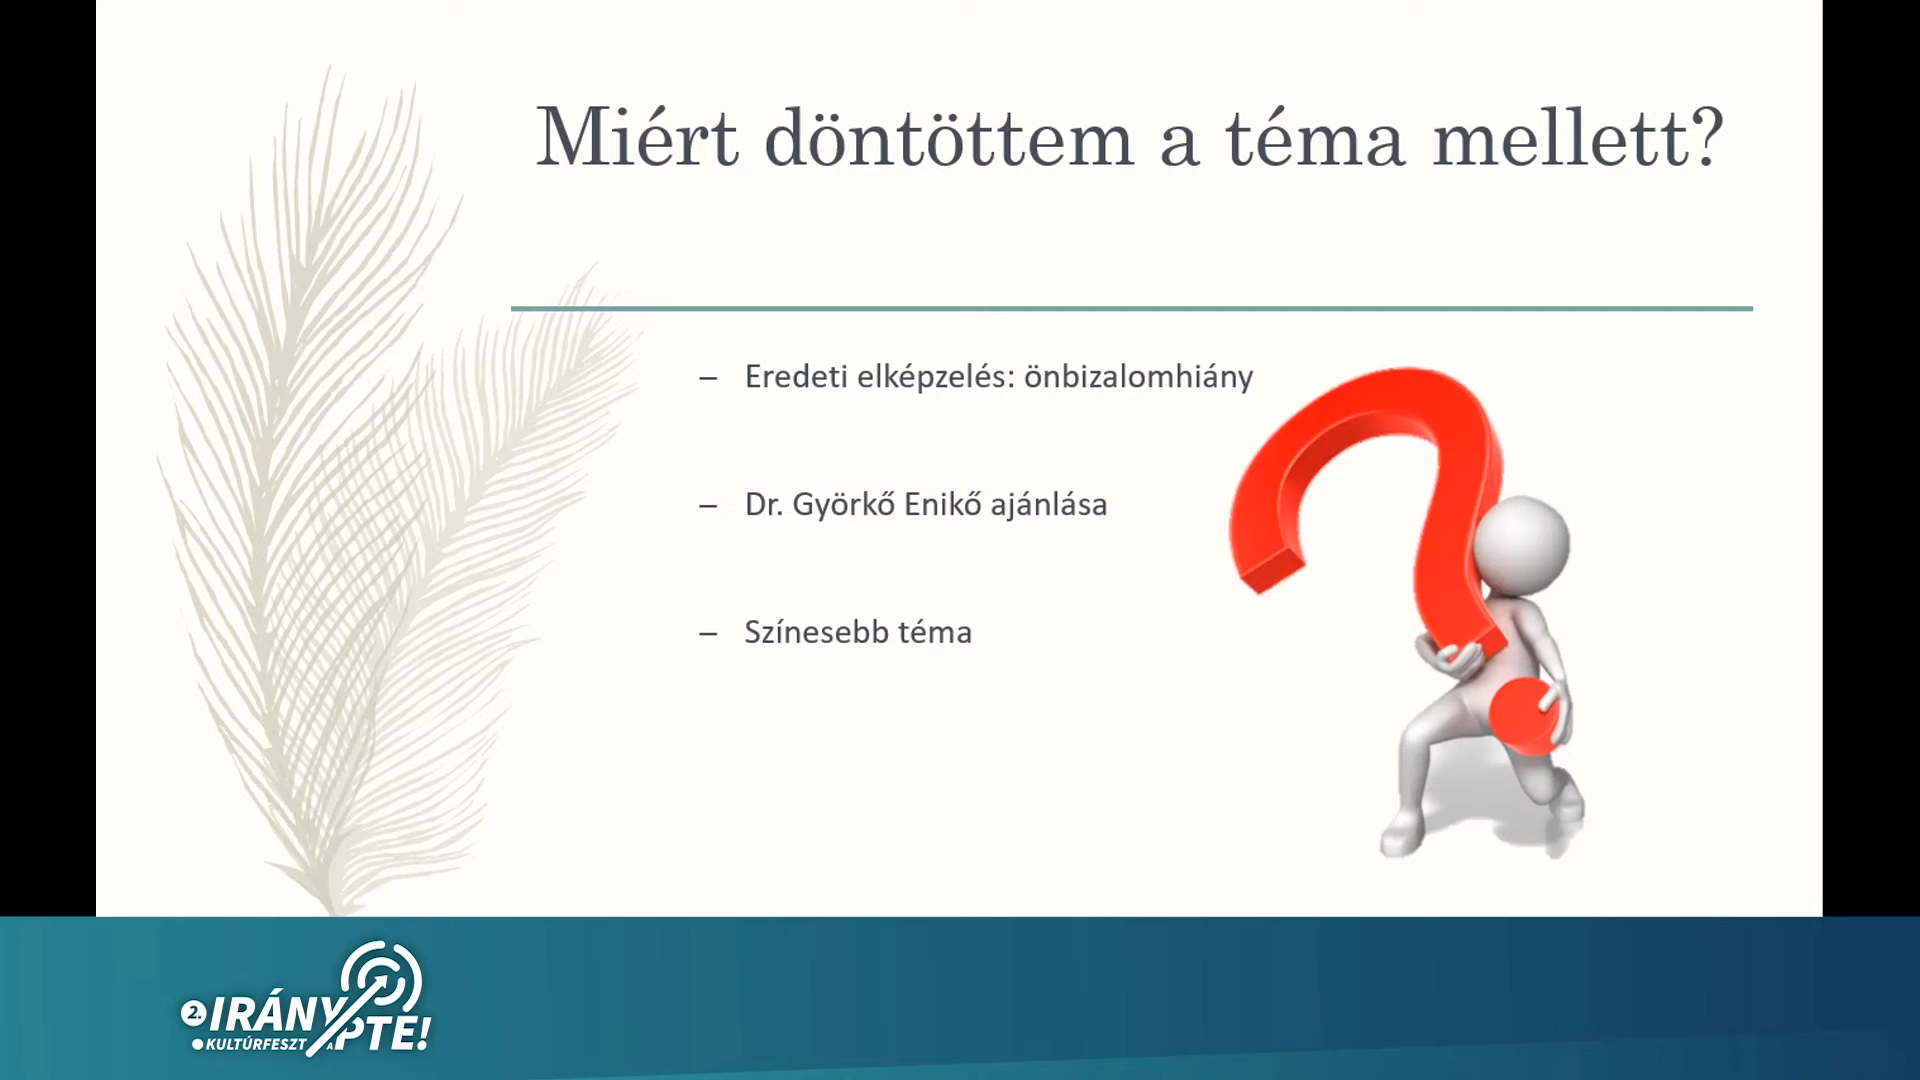 Miért döntöttem a téma mellett?
– Eredeti elképzelés: önbizalomhiány
– Dr. Györkő Enikő ajánlása
– Színesebb téma
2. IRÁNY A PTE!
KULTÚRFESZT